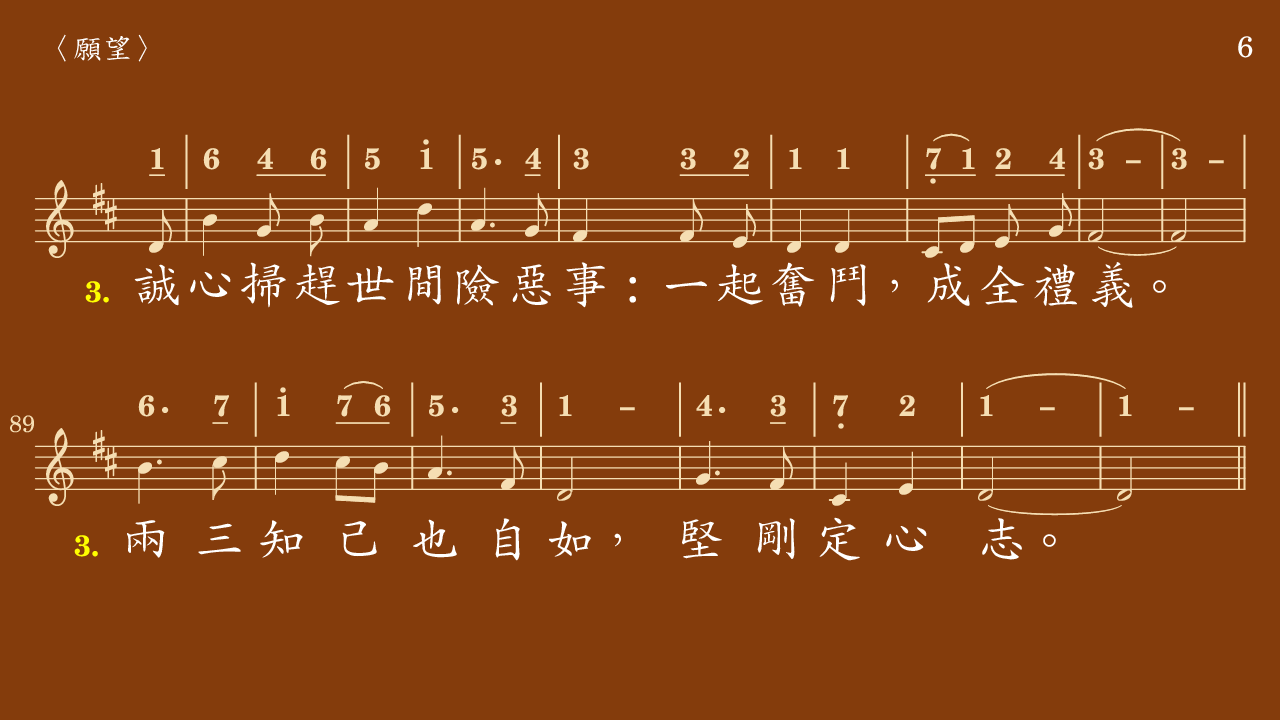 〈願望〉
6
1 6 4 6 5 1 5. 4 3 3 2 1 1 7 1 2 4 3 – 3 –
3. 誠心掃趕世間險惡事：一起奮鬥，成全禮義。
89
6. 7 1 7 6 5. 3 1 – 4. 3 7 2 1 – 1 –
3. 兩三知己也自如，堅剛定心志。